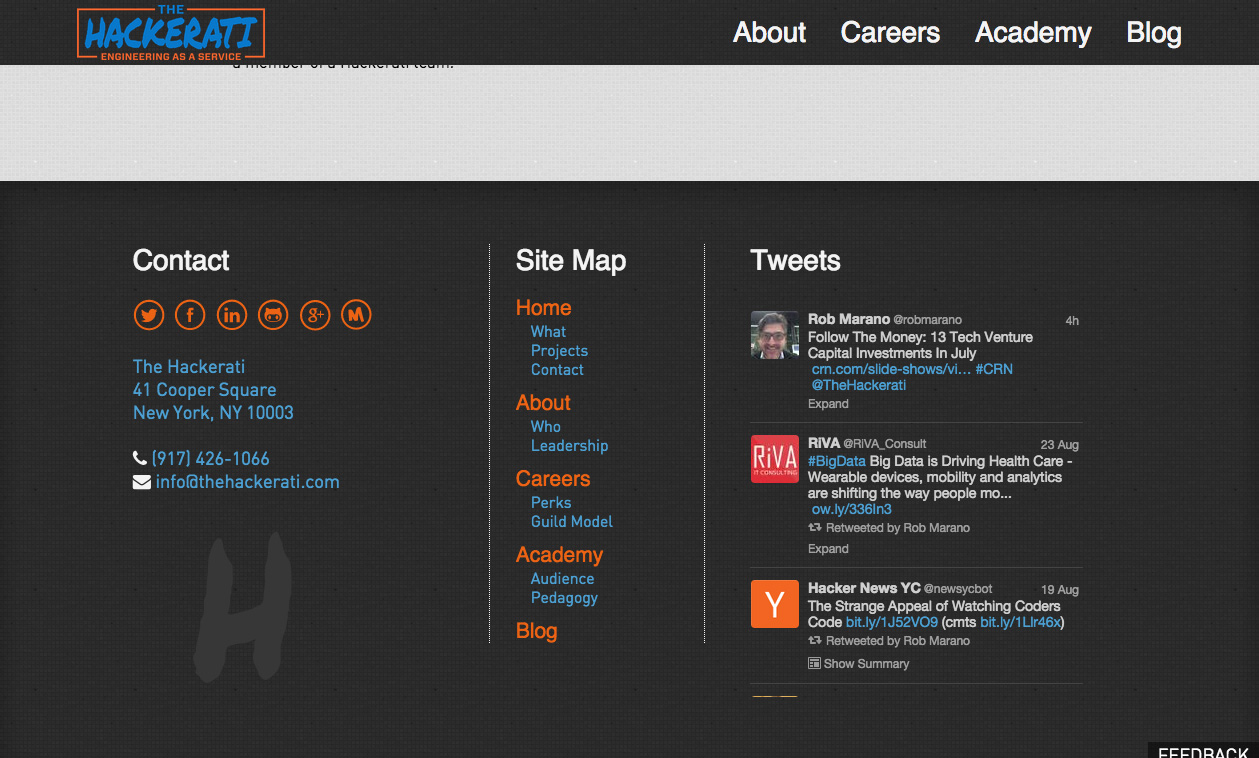 THE
HACKERATI
ENGINEERING AS A SERVICE
About
Careers
Academy
Blog
a member of a Hackerati team.
Contact
The Hackerati
41 Cooper Square
New York, NY 10003
(917) 426-1066
info@thehackerati.com
Site Map
Home
What
Projects
Contact
About
Who
Leadership
Careers
Perks
Guild Model
Academy
Audience
Pedagogy
Blog
Tweets
Rob Marano @robmarano 4h
Follow The Money: 13 Tech Venture
Capital Investments In July
crn.com/slide-shows/vi... #CRN
@TheHackerati
Expand
RiVA
IT CONSULTING
RIVA @RiVA_Consult 23 Aug
#BigData Big Data is Driving Health Care -
Wearable devices, mobility and analytics
are shifting the way people mo...
ow.ly/336In3
Retweeted by Rob Marano
Expand
Y
Hacker News YC @newsycbot 19 Aug
The Strange Appeal of Watching Coders
Code bit.ly/1J52VO9 (cmts bit.ly/1Llr46x)
Retweeted by Rob Marano
Show Summary
H
FEEDBACK